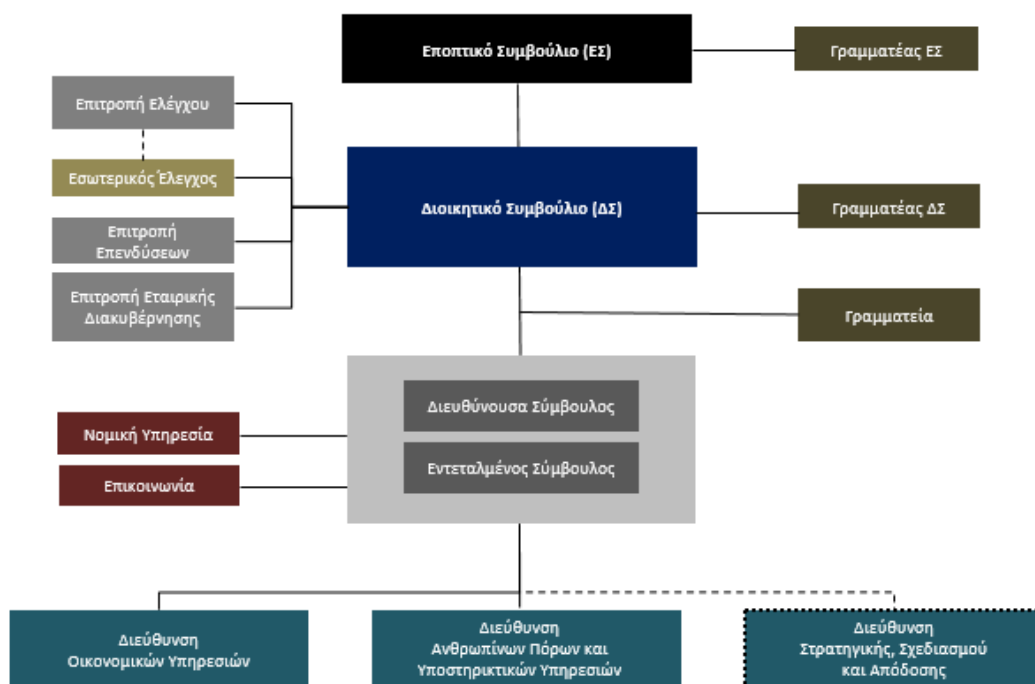 Εποπτικό Συμβούλιο (ΕΣ)
Γραμματέας ΕΣ
Επιτροπή Ελέγχου
Εσωτερικός Έλεγχος
Επιτροπή
Επενδύσεων
Επιτροπή Εταιρικής
Διακυβέρνησης
Διοικητικό Συμβούλιο (ΔΣ)
Γραμματέας ΔΣ
Γραμματεία
Διευθύνουσα Σύμβουλος
Εντεταλμένος Σύμβουλος
Νομική Υπηρεσία
Επικοινωνία
Διεύθυνση
Οικονομικών Υπηρεσιών
Διεύθυνση
Ανθρωπίνων Πόρων και
Υποστηρικτικών Υπηρεσιών
Διεύθυνση
Στρατηγικής, Σχεδιασμού
και Απόδοσης